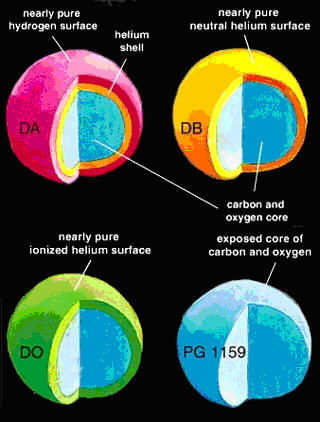 nearly pure
hydrogen surface
helium
shell
nearly pure
neutral helium surface
DA
DB
carbon and
oxygen core
nearly pure
ionized helium surface
exposed core of
carbon and oxygen
DO
PG 1159